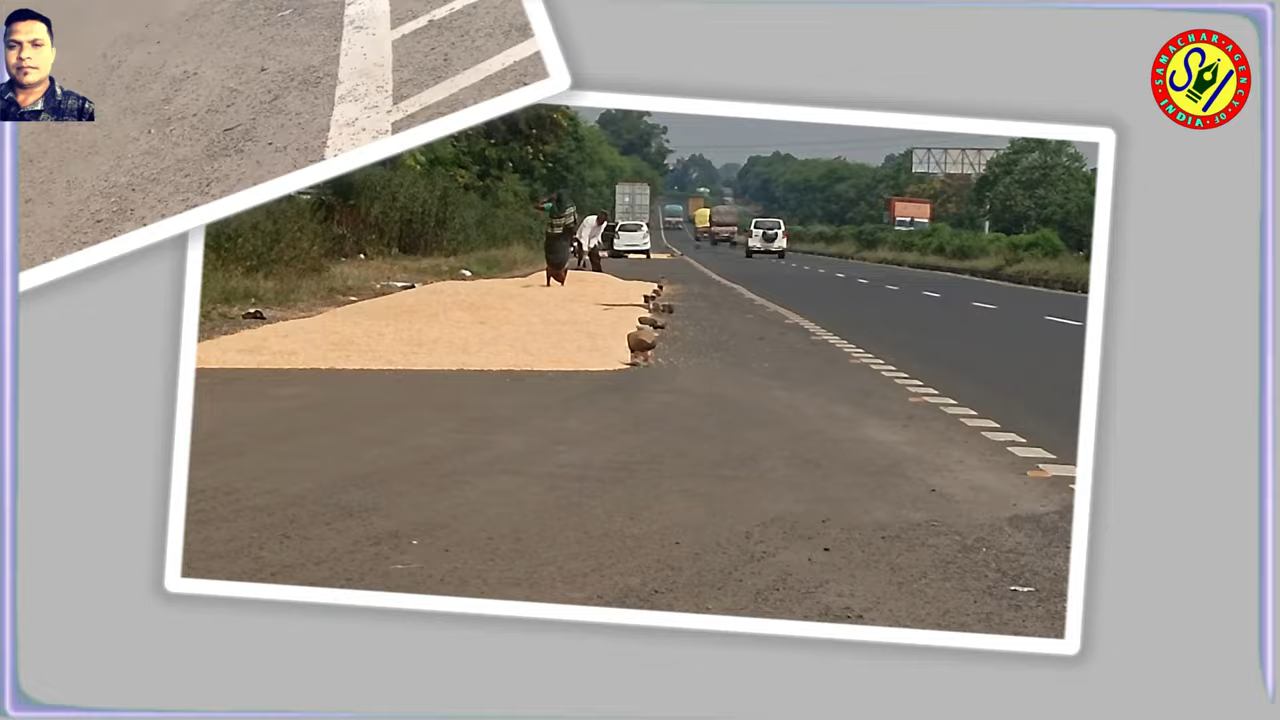 SAMACHAR • AGENCY • OF • INDIA •